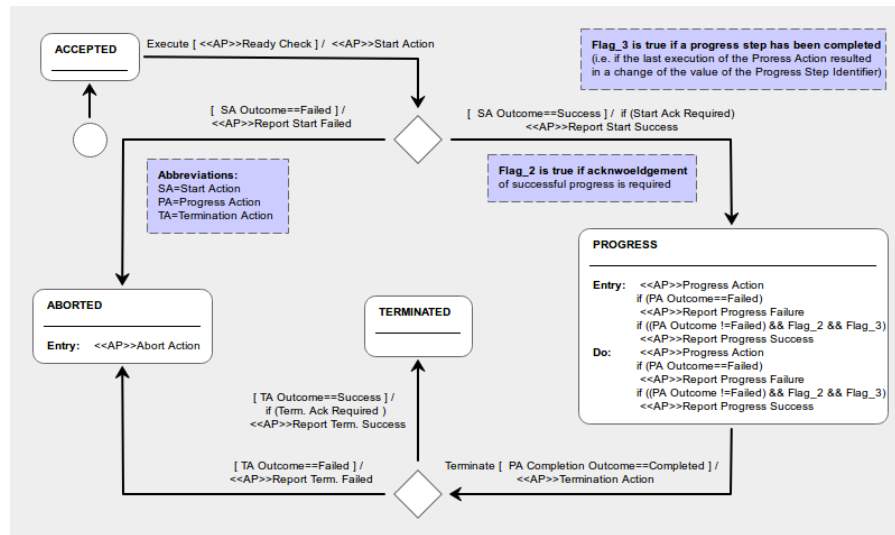 ACCEPTED
Execute [ <<AP>>Ready Check ] / <<AP>>Start Action
Flag_3 is true if a progress step has been completed
(i.e. if the last execution of the Proress Action resulted
in a change of the value of the Progress Step Identifier)
[ SA Outcome==Failed ] /
<<AP>>Report Start Failed
[ SA Outcome==Success ] / if (Start Ack Required)
<<AP>>Report Start Success
Abbreviations:
SA=Start Action
PA=Progress Action
TA=Termination Action
Flag_2 is true if acknwoeldgement
of successful progress is required
PROGRESS
Entry: <<AP>>Progress Action
if (PA Outcome==Failed)
<<AP>>Report Progress Failure
if ((PA Outcome !=Failed) && Flag_2 && Flag_3)
<<AP>>Report Progress Success
Do: <<AP>>Progress Action
if (PA Outcome==Failed)
<<AP>>Report Progress Failure
if ((PA Outcome !=Failed) && Flag_2 && Flag_3)
<<AP>>Report Progress Success
ABORTED
Entry: <<AP>>Abort Action
TERMINATED
[ TA Outcome==Success ] /
if (Term. Ack Required )
<<AP>>Report Term. Success
[ TA Outcome==Failed ] /
<<AP>>Report Term. Failed
Terminate [ PA Completion Outcome==Completed ] /
<<AP>>Termination Action